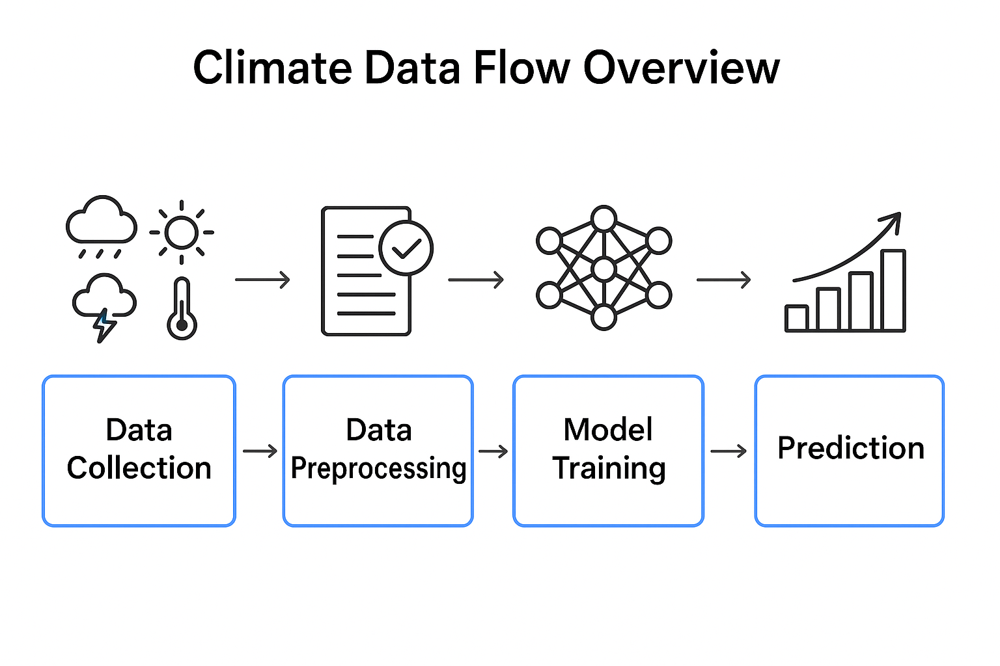 Climate Data Flow Overview
Data
Collection
Data
Preprocessing
Model
Training
Prediction